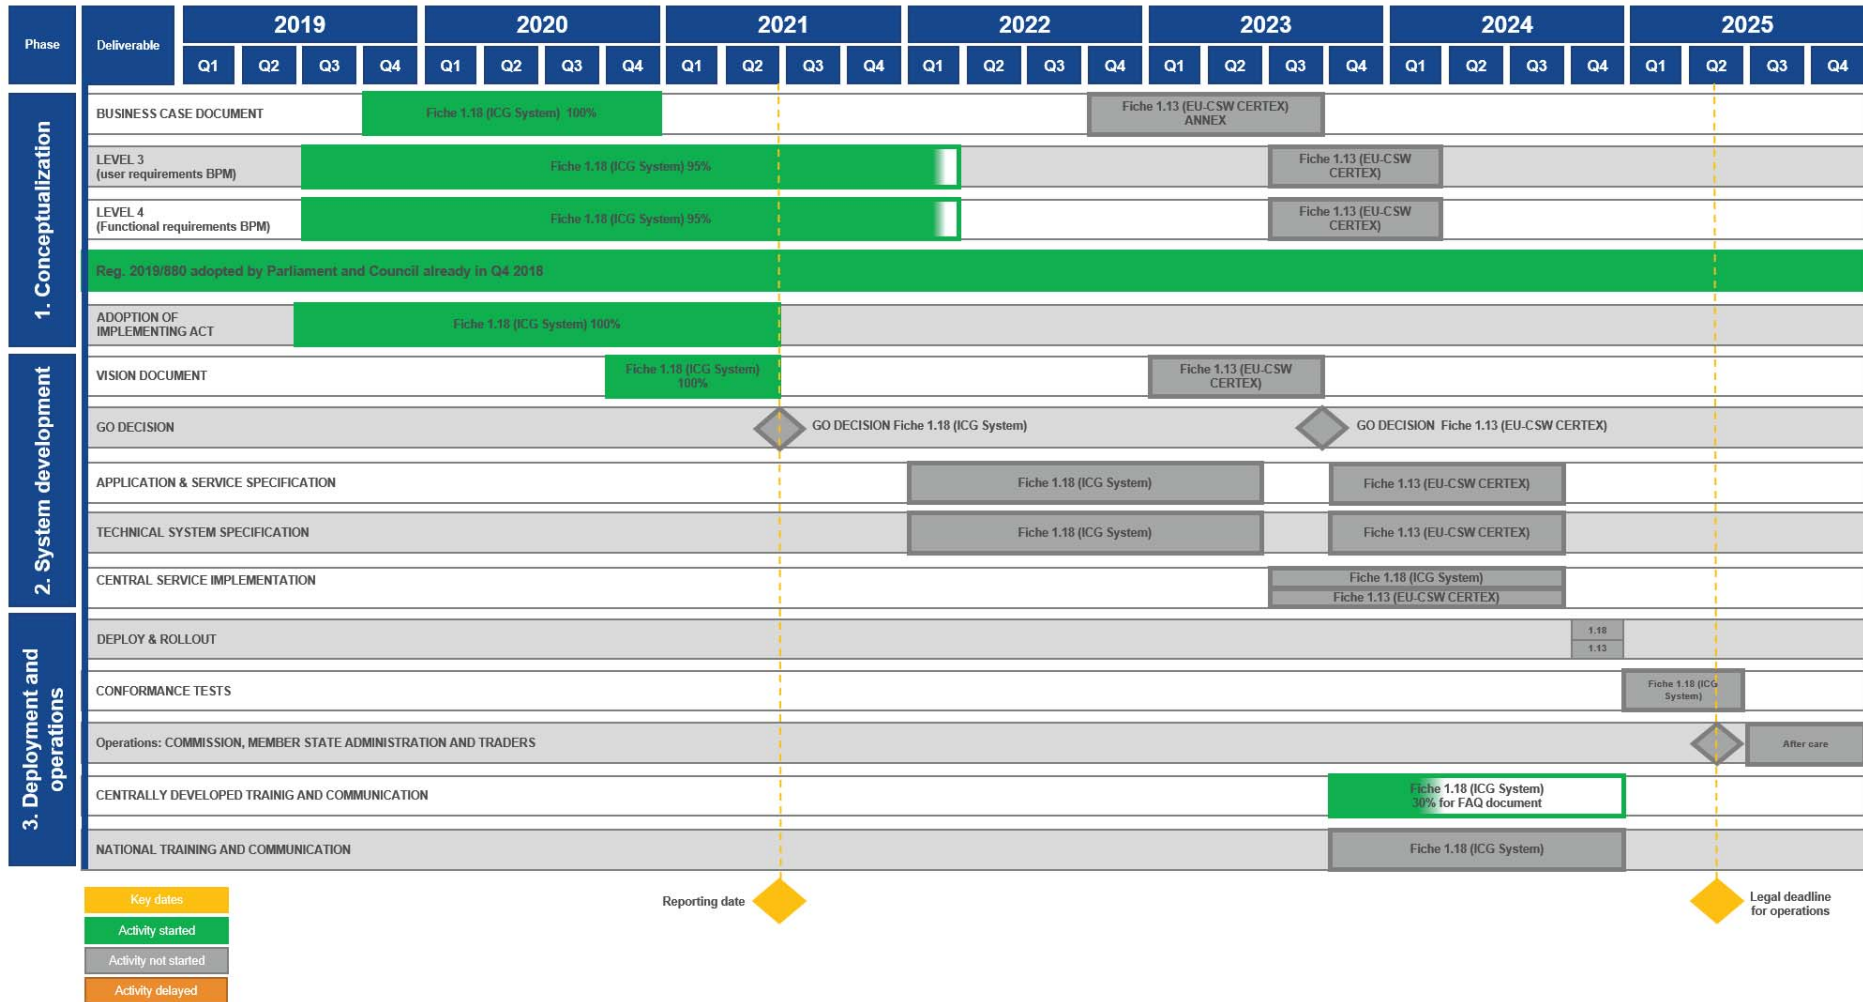 Phase
Deliverable
2019
2020
2021
2022
2023
2024
2025
Q1 Q2 Q3 Q4 Q1 Q2 Q3 Q4 Q1 Q2 Q3 Q4 Q1 Q2 Q3 Q4 Q1 Q2 Q3 Q4 Q1 Q2 Q3 Q4 Q1 Q2 Q3 Q4
1. Conceptualization
BUSINESS CASE DOCUMENT
Fiche 1.18 (ICG System) 100%
Fiche 1.13 (EU-CSW CERTEX)
ANNEX
LEVEL 3
(user requirements BPM)
Fiche 1.18 (ICG System) 95%
Fiche 1.13 (EU-CSW
CERTEX)
LEVEL 4
(Functional requirements BPM)
Fiche 1.18 (ICG System) 95%
Fiche 1.13 (EU-CSW
CERTEX)
Reg. 2019/880 adopted by Parliament and Council already in Q4 2018
ADOPTION OF
IMPLEMENTING ACT
Fiche 1.18 (ICG System) 100%
2. System development
VISION DOCUMENT
Fiche 1.18 (ICG System)
100%
Fiche 1.13 (EU-CSW
CERTEX)
GO DECISION
GO DECISION Fiche 1.18 (ICG System)
GO DECISION Fiche 1.13 (EU-CSW CERTEX)
APPLICATION & SERVICE SPECIFICATION
Fiche 1.18 (ICG System)
Fiche 1.13 (EU-CSW CERTEX)
TECHNICAL SYSTEM SPECIFICATION
Fiche 1.18 (ICG System)
Fiche 1.13 (EU-CSW CERTEX)
CENTRAL SERVICE IMPLEMENTATION
Fiche 1.18 (ICG System)
Fiche 1.13 (EU-CSW CERTEX)
3. Deployment and
operations
DEPLOY & ROLLOUT
1.18
1.13
CONFORMANCE TESTS
Fiche 1.18 (ICG
System)
Operations: COMMISSION, MEMBER STATE ADMINISTRATION AND TRADERS
After care
CENTRALLY DEVELOPED TRAINIG AND COMMUNICATION
Fiche 1.18 (ICG System)
30% for FAQ document
NATIONAL TRAINING AND COMMUNICATION
Fiche 1.18 (ICG System)
Key dates
Activity started
Activity not started
Activity delayed
Reporting date
Legal deadline
for operations